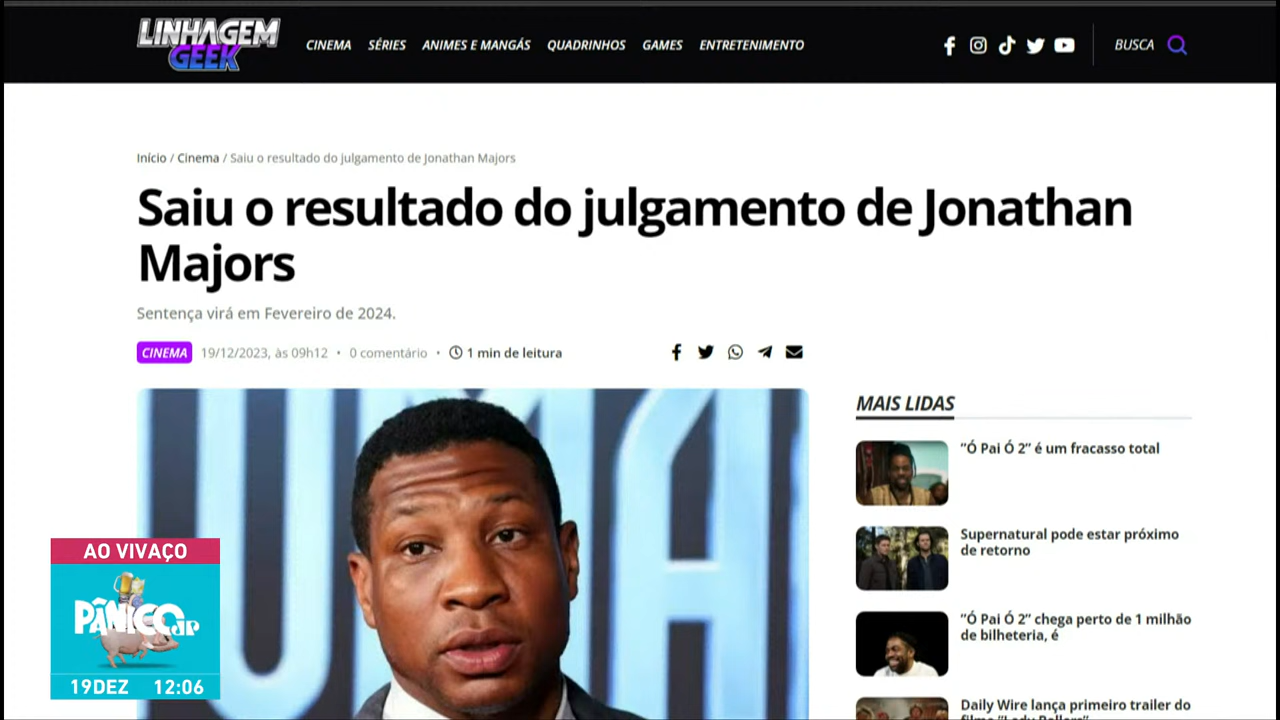 LINHAGEM
GEEK
CINEMA SÉRIES ANIMES E MANGÁS QUADRINHOS GAMES ENTRETENIMENTO
BUSCA
Início / Cinema / Saiu o resultado do julgamento de Jonathan Majors
Saiu o resultado do julgamento de Jonathan
Majors
Sentença virá em Fevereiro de 2024.
CINEMA 19/12/2023, às 09h12 • 0 comentário • 1 min de leitura
MAIS LIDAS
“Ó Pai Ó 2” é um fracasso total
Supernatural pode estar próximo
de retorno
“Ó Pai Ó 2” chega perto de 1 milhão
de bilheteria, é
Daily Wire lança primeiro trailer do
filme “Lady Ballers”
AO VIVAÇO
PÂNICO JP
19DEZ 12:06